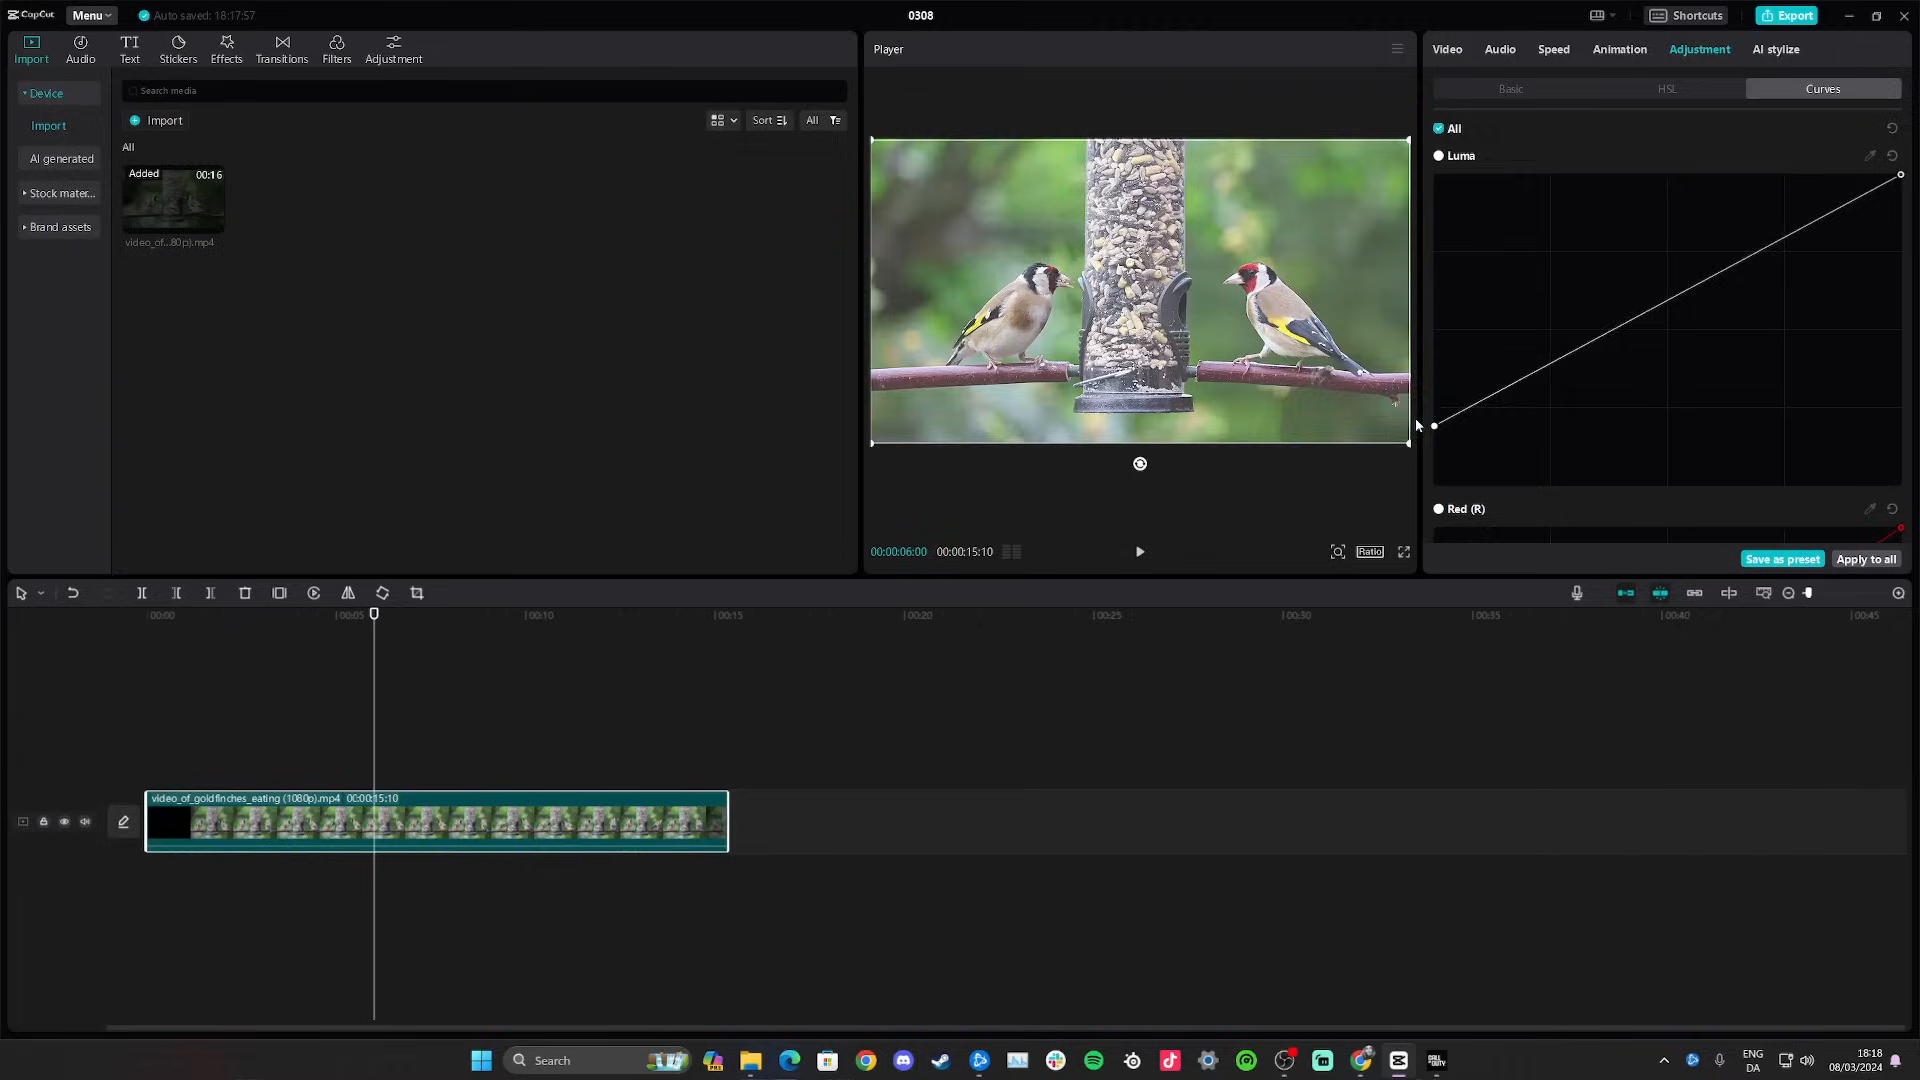 CapCut
Menu
Auto saved: 18:17:57
0308
Shortcuts
Export
Import
Audio
Text
Stickers
Effects
Transitions
Filters
Adjustment
Device
Import
AI generated
Stock mater...
Brand assets
Search media
Import
Sort
All
All
Added
00:16
video_of...80p).mp4
Player
00:00:06:00
00:00:15:10
Ratio
Video
Audio
Speed
Animation
Adjustment
AI stylize
Basic
HSL
Curves
All
Luma
Red (R)
Save as preset
Apply to all
00:00
00:05
00:10
00:15
00:20
00:25
00:30
00:35
00:40
00:45
video_of_goldfinches_eating (1080p).mp4 00:00:15:10
Search
PRE
ENG
DA
18:18
08/03/2024